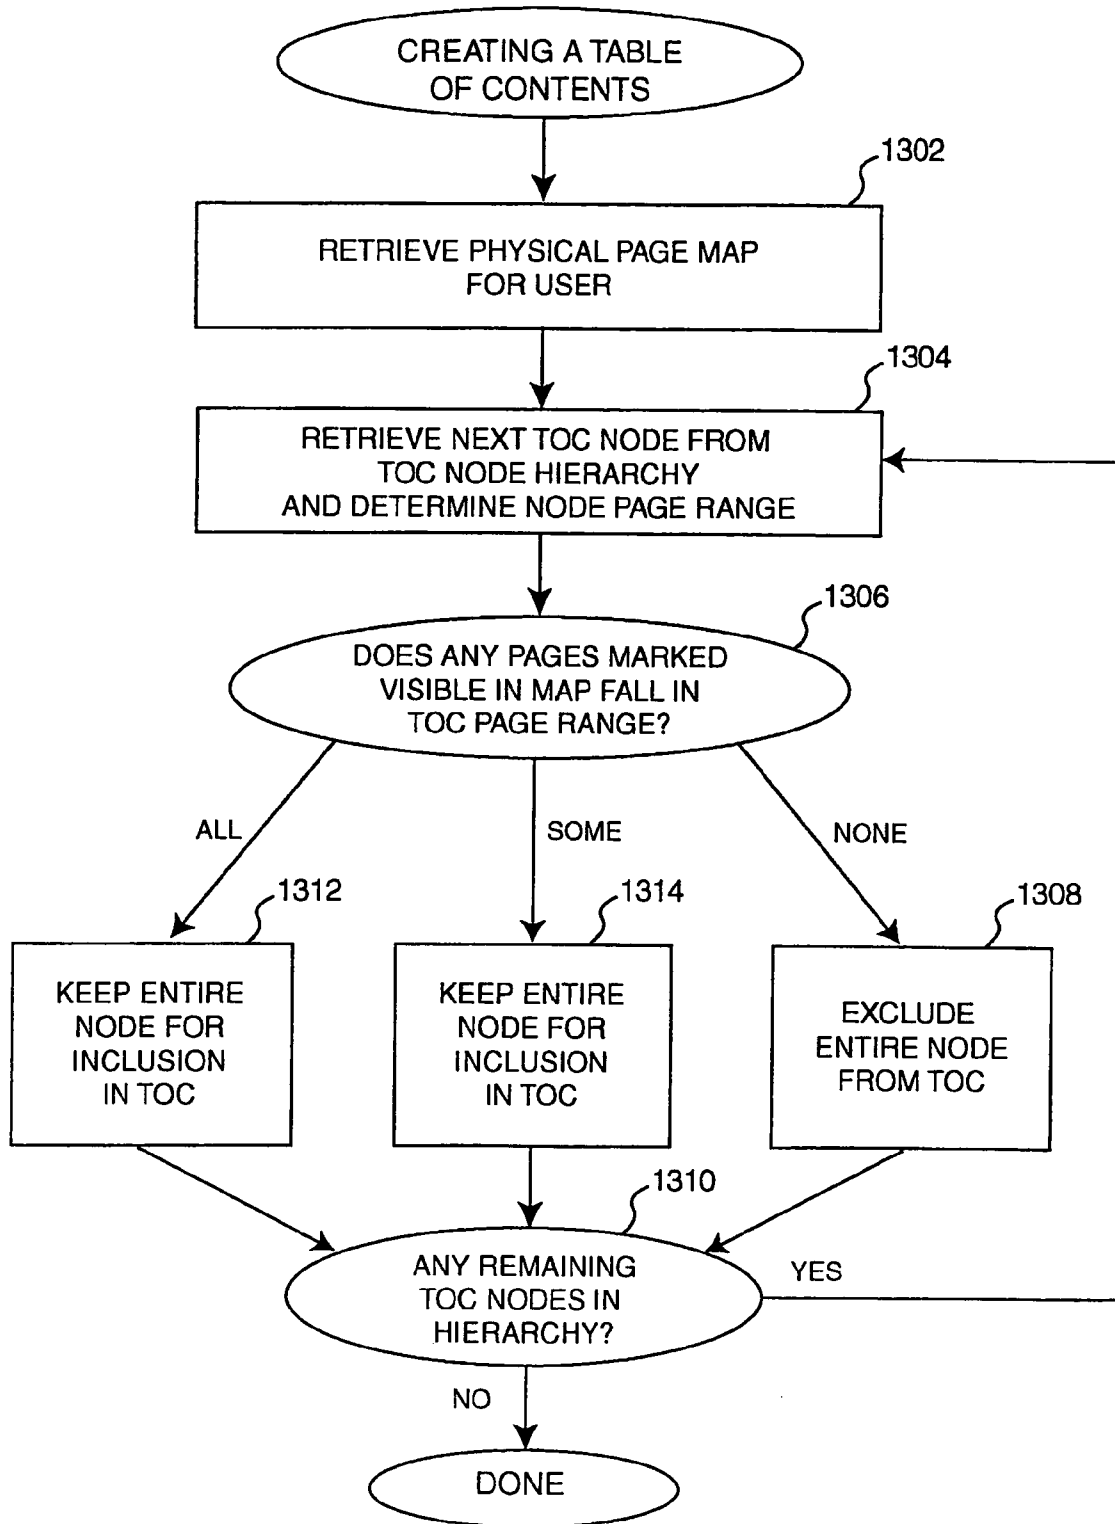 CREATING A TABLE
OF CONTENTS
1302
RETRIEVE PHYSICAL PAGE MAP
FOR USER
1304
RETRIEVE NEXT TOC NODE FROM
TOC NODE HIERARCHY
AND DETERMINE NODE PAGE RANGE
1306
DOES ANY PAGES MARKED
VISIBLE IN MAP FALL IN
TOC PAGE RANGE?
ALL
SOME
NONE
1312
KEEP ENTIRE
NODE FOR
INCLUSION
IN TOC
1314
KEEP ENTIRE
NODE FOR
INCLUSION
IN TOC
1308
EXCLUDE
ENTIRE NODE
FROM TOC
1310
ANY REMAINING
TOC NODES IN
HIERARCHY?
YES
NO
DONE